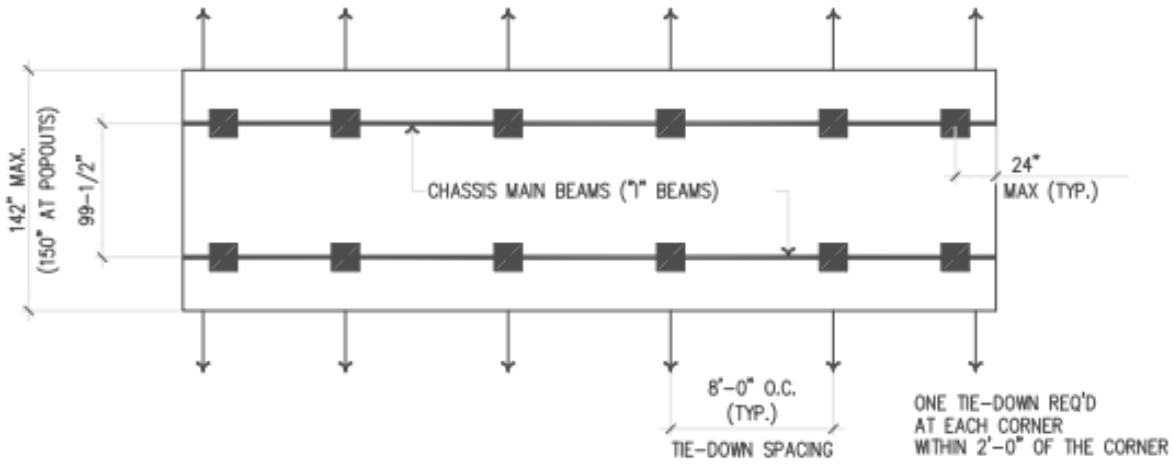 142" MAX.
(150" AT POPOUTS)
99-1/2"
CHASSIS MAIN BEAMS ("I" BEAMS)
24"
MAX (TYP.)
8'-0" O.C.
(TYP.)
TIE-DOWN SPACING
ONE TIE-DOWN REQ'D
AT EACH CORNER
WITHIN 2'-0" OF THE CORNER